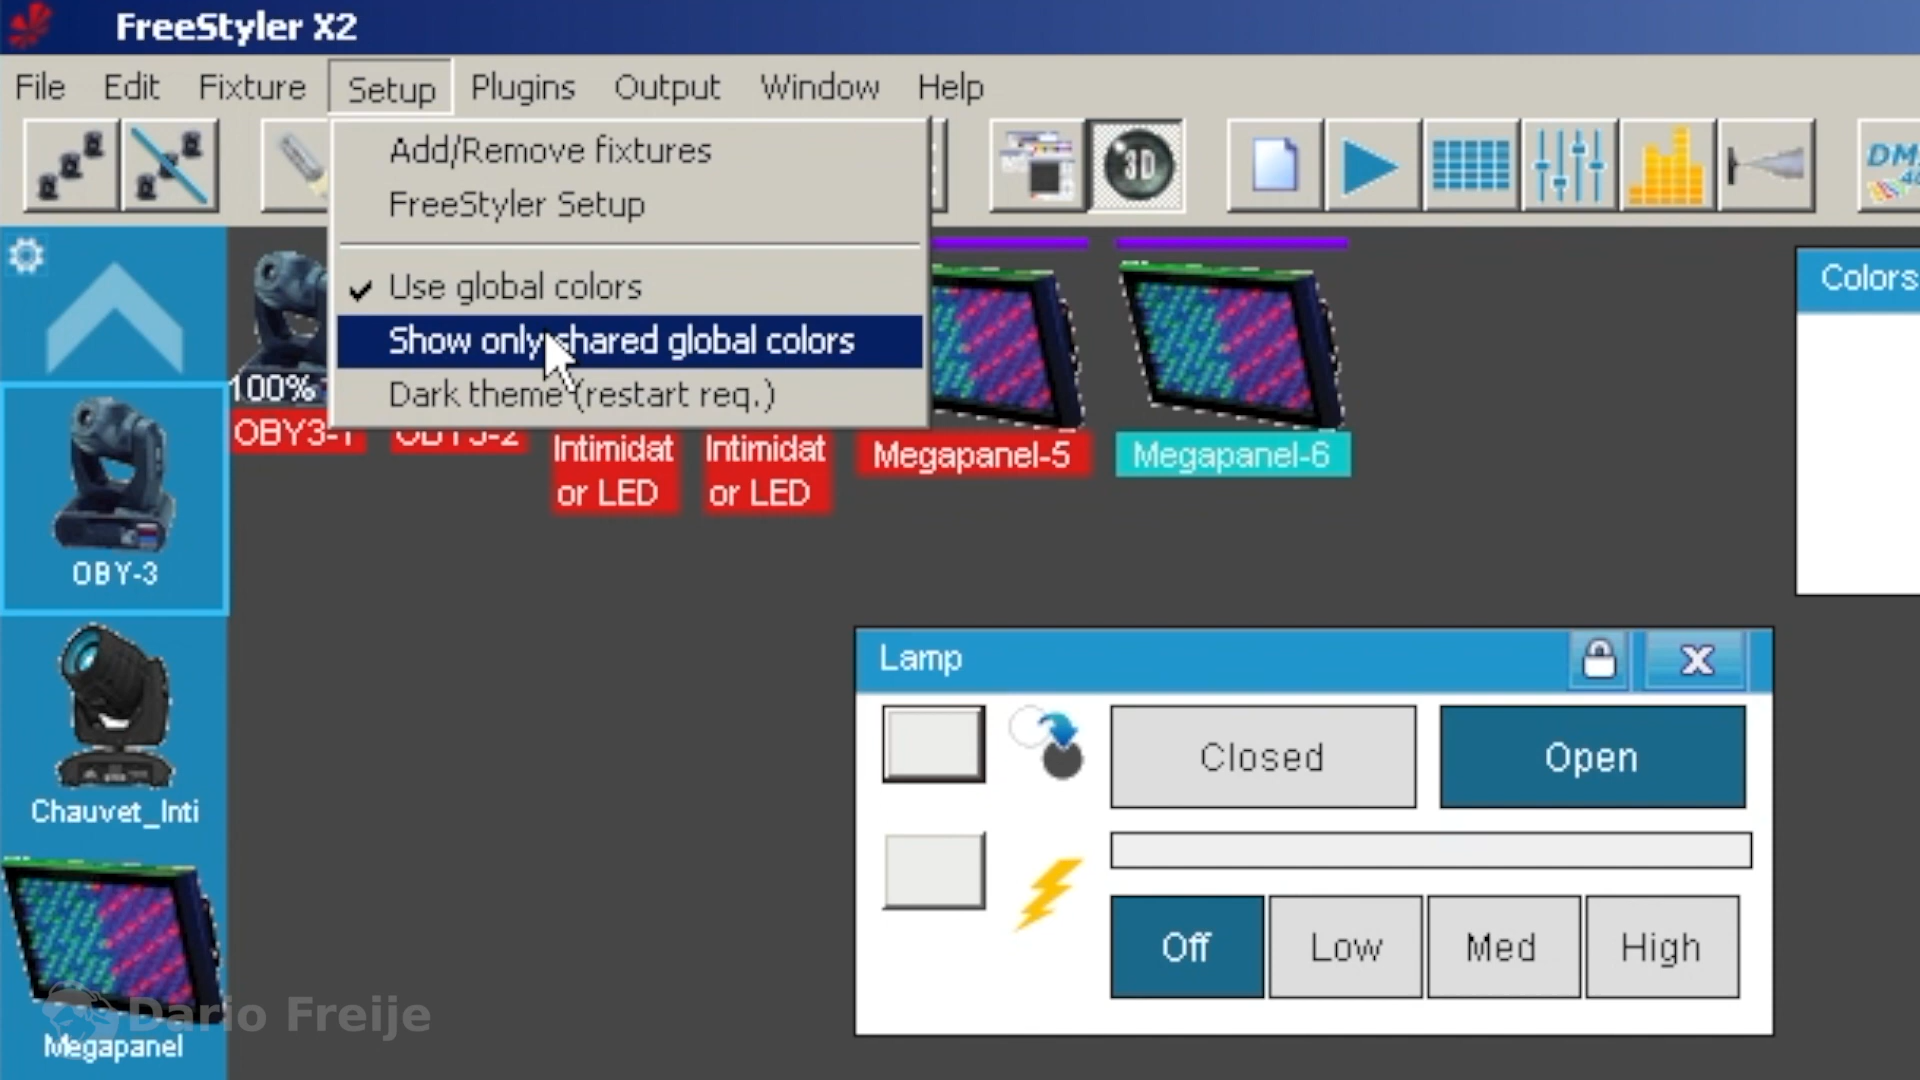 FreeStyler X2
File Edit Fixture Setup Plugins Output Window Help
Add/Remove fixtures
FreeStyler Setup
Use global colors
Show only shared global colors
Dark theme (restart req.)
3D
Colors
100%
OBY3-1
OBY3-2
Intimidat
or LED
Intimidat
or LED
Megapanel-5
Megapanel-6
OBY-3
Chauvet_Inti
Megapanel
Lamp
X
Closed
Open
Off
Low
Med
High
Dario Freije